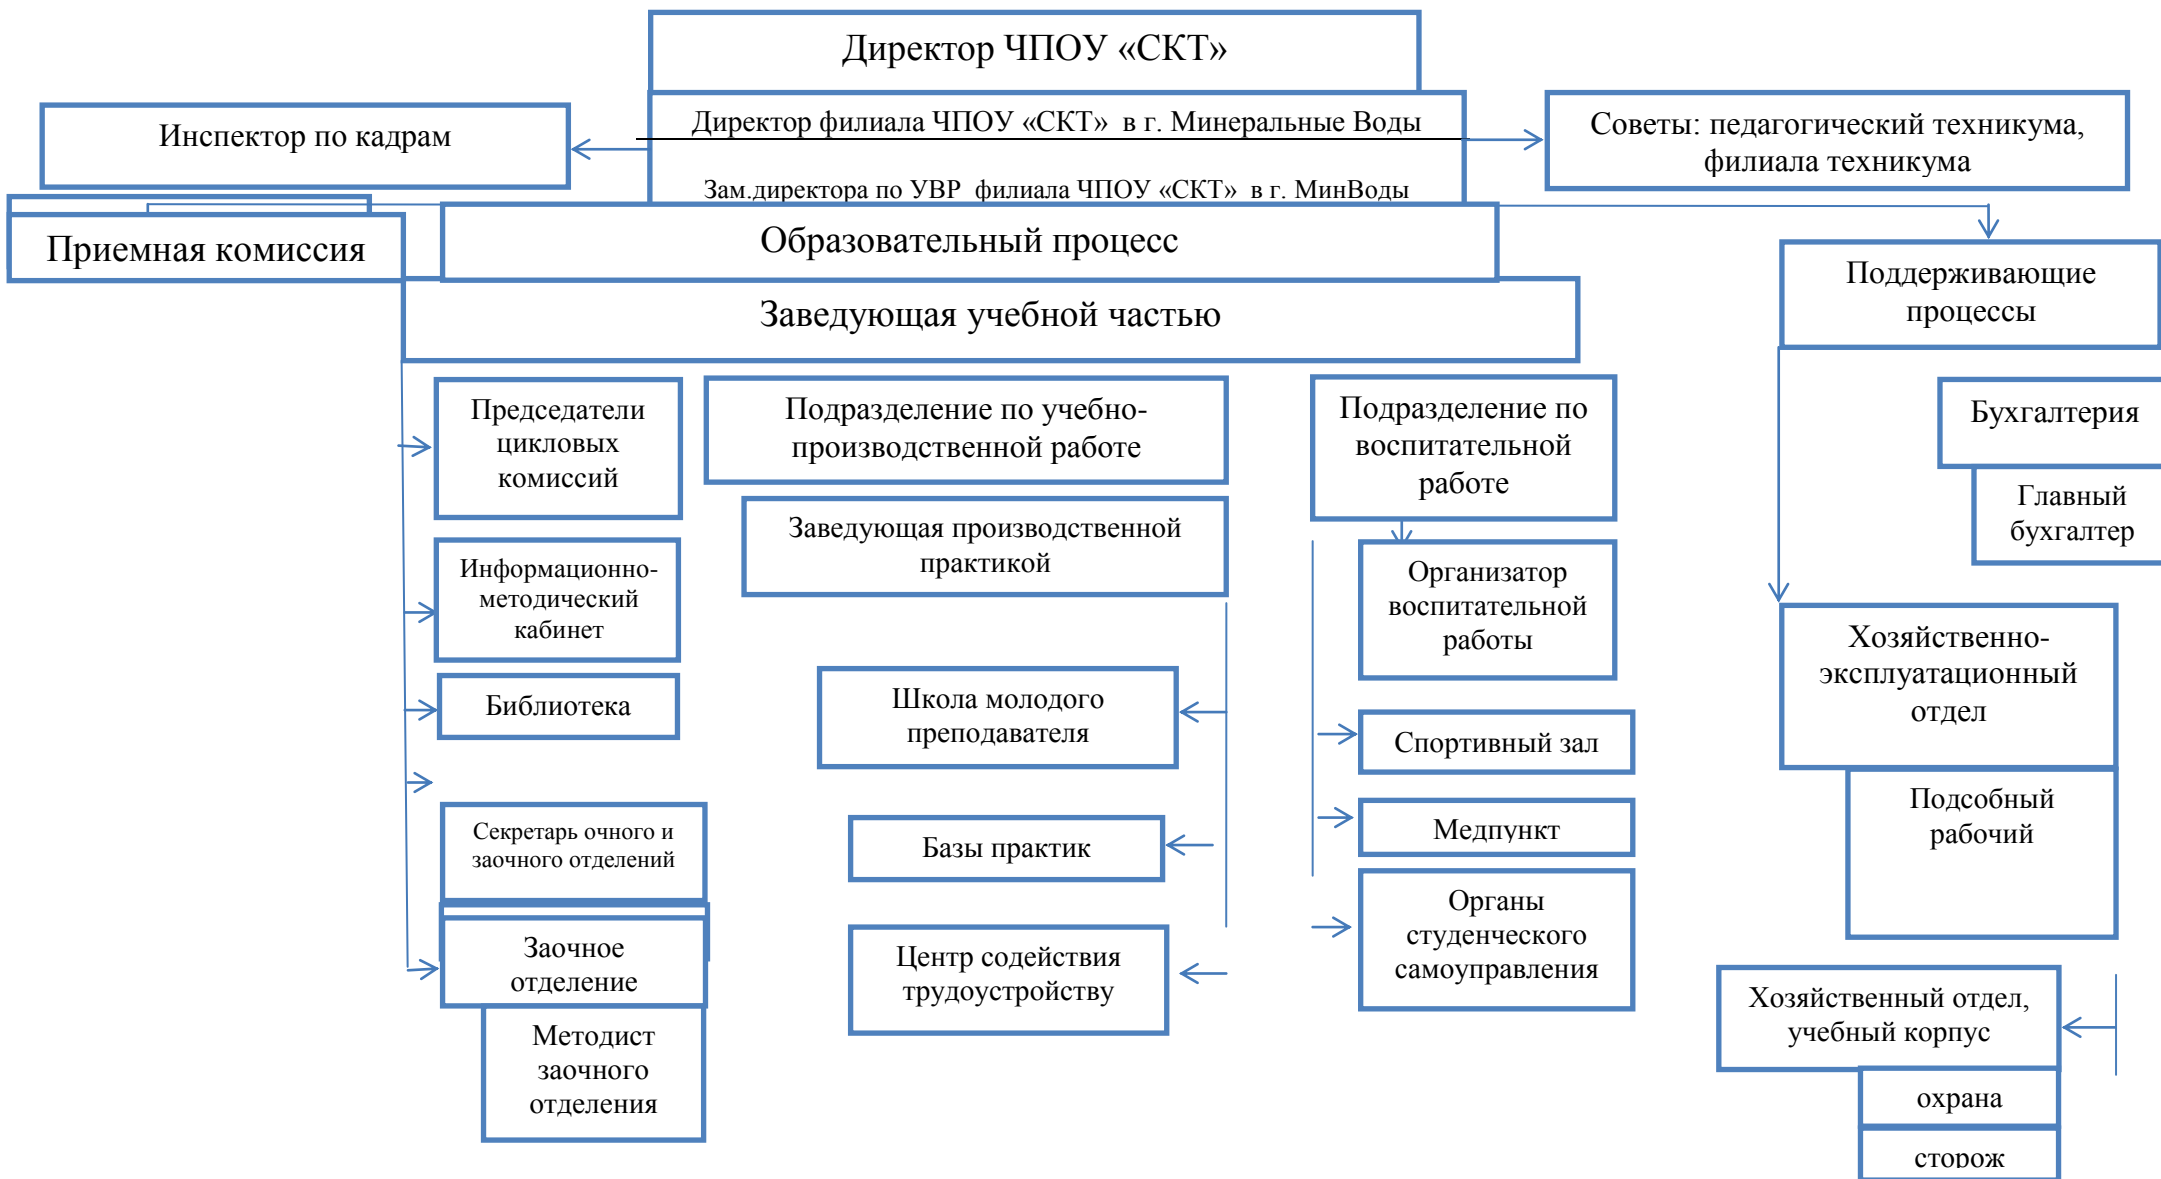 Директор ЧПОУ «СКТ»
Директор филиала ЧПОУ «СКТ» в г. Минеральные Воды
Зам.директора по УВР филиала ЧПОУ «СКТ» в г. МинВоды
Инспектор по кадрам
Советы: педагогический техникума,
филиала техникума
Приемная комиссия
Образовательный процесс
Заведующая учебной частью
Поддерживающие
процессы
Председатели
цикловых
комиссий
Информационно-
методический
кабинет
Библиотека
Секретарь очного и
заочного отделений
Заочное
отделение
Методист
заочного
отделения
Подразделение по учебно-
производственной работе
Заведующая производственной
практикой
Школа молодого
преподавателя
Базы практик
Центр содействия
трудоустройству
Подразделение по
воспитательной
работе
Организатор
воспитательной
работы
Спортивный зал
Медпункт
Органы
студенческого
самоуправления
Бухгалтерия
Главный
бухгалтер
Хозяйственно-
эксплуатационный
отдел
Подсобный
рабочий
Хозяйственный отдел,
учебный корпус
охрана
сторож